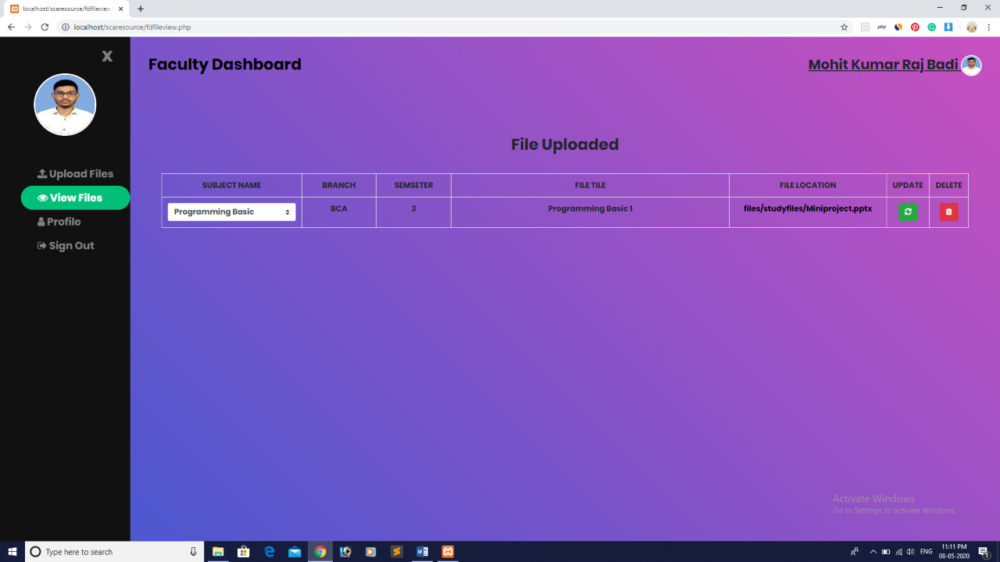 localhost/scaresource/fdfileview.
localhost/scaresource/fdfileview.php
php
X
Faculty Dashboard
Mohit Kumar Raj Badi
Upload Files
View Files
Profile
Sign Out
File Uploaded
SUBJECT NAME BRANCH SEMSETER FILE TILE FILE LOCATION UPDATE DELETE
Programming Basic BCA 3 Programming Basic 1 files/studyfiles/Miniproject.pptx
Activate Windows
Go to Settings to activate Windows.
Type here to search
ENG
11:11 PM
08-05-2020